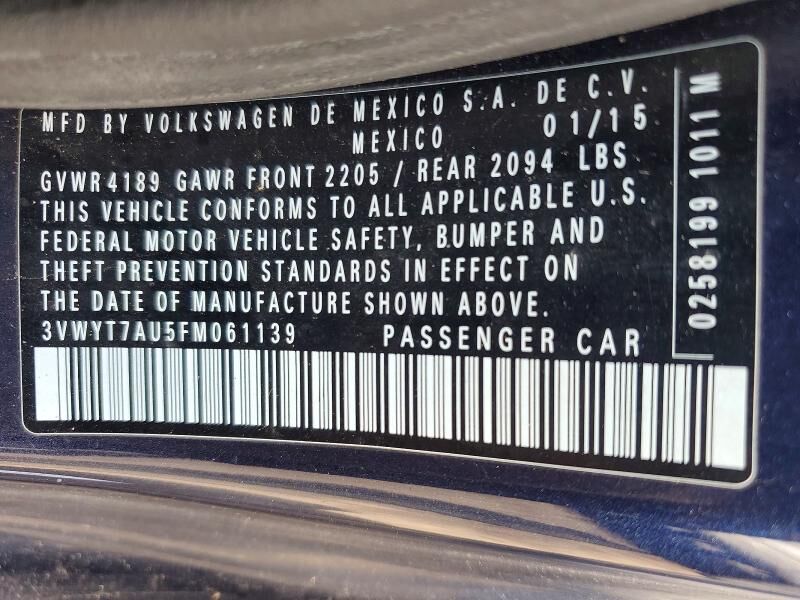 MFD BY VOLKSWAGEN DE MEXICO S.A. DE C.V.
MEXICO 01/15
GVWR 4189 GAWR FRONT 2205 / REAR 2094 LBS
THIS VEHICLE CONFORMS TO ALL APPLICABLE U.S.
FEDERAL MOTOR VEHICLE SAFETY, BUMPER AND
THEFT PREVENTION STANDARDS IN EFFECT ON
THE DATE OF MANUFACTURE SHOWN ABOVE.
3VWYT7AU5FM061139 PASSENGER CAR
0258199 1011 M